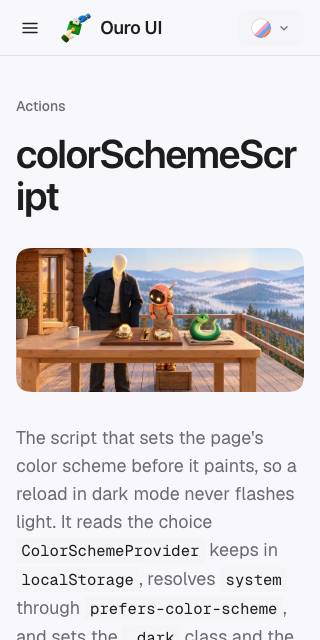 Ouro UI
Actions
colorSchemeScr
ipt
The script that sets the page's
color scheme before it paints, so a
reload in dark mode never flashes
light. It reads the choice
ColorSchemeProvider keeps in
localStorage , resolves system
through prefers-color-scheme ,
and sets the .dark class and the